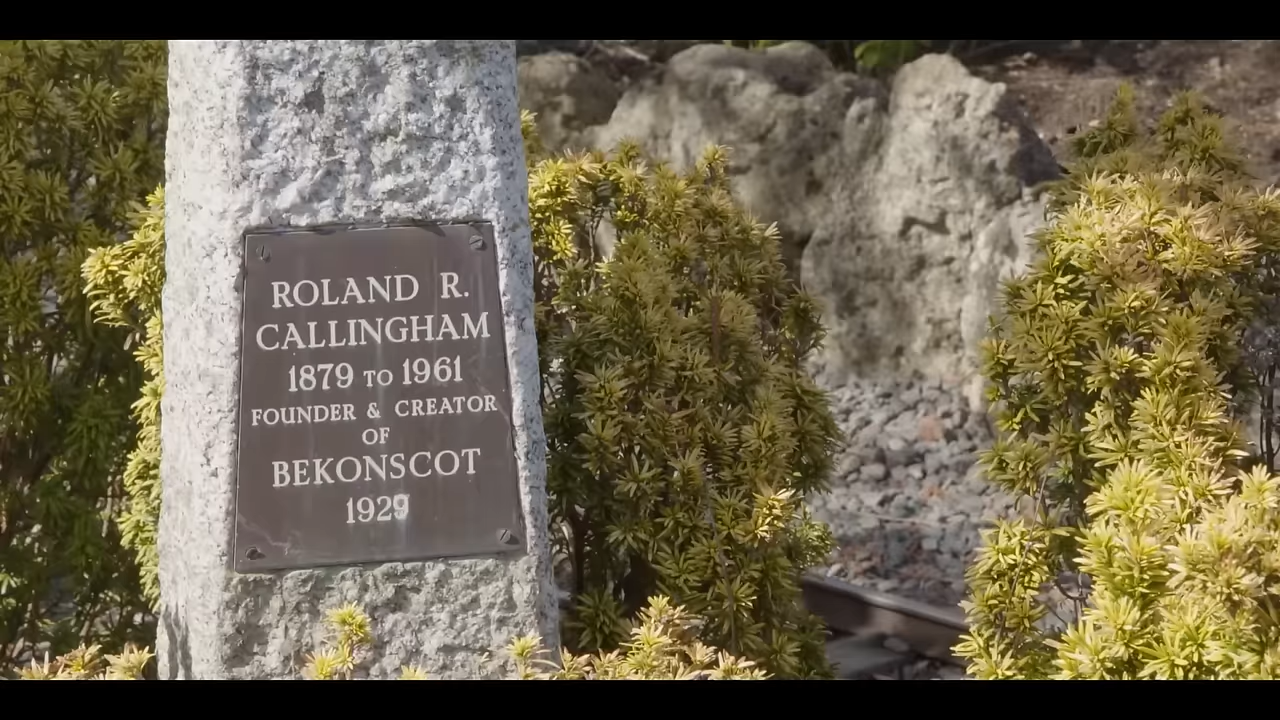 ROLAND R.
CALLINGHAM
1879 TO 1961
FOUNDER & CREATOR
OF
BEKONSCOT
1929